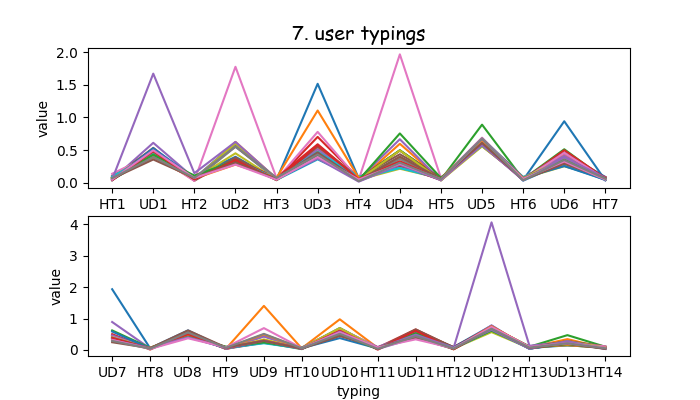 7. user typings
value
2.0
1.5
1.0
0.5
0.0
HT1 UD1 HT2 UD2 HT3 UD3 HT4 UD4 HT5 UD5 HT6 UD6 HT7
value
4
3
2
1
0
UD7 HT8 UD8 HT9 UD9 HT10 UD10 HT11 UD11 HT12 UD12 HT13 UD13 HT14
typing